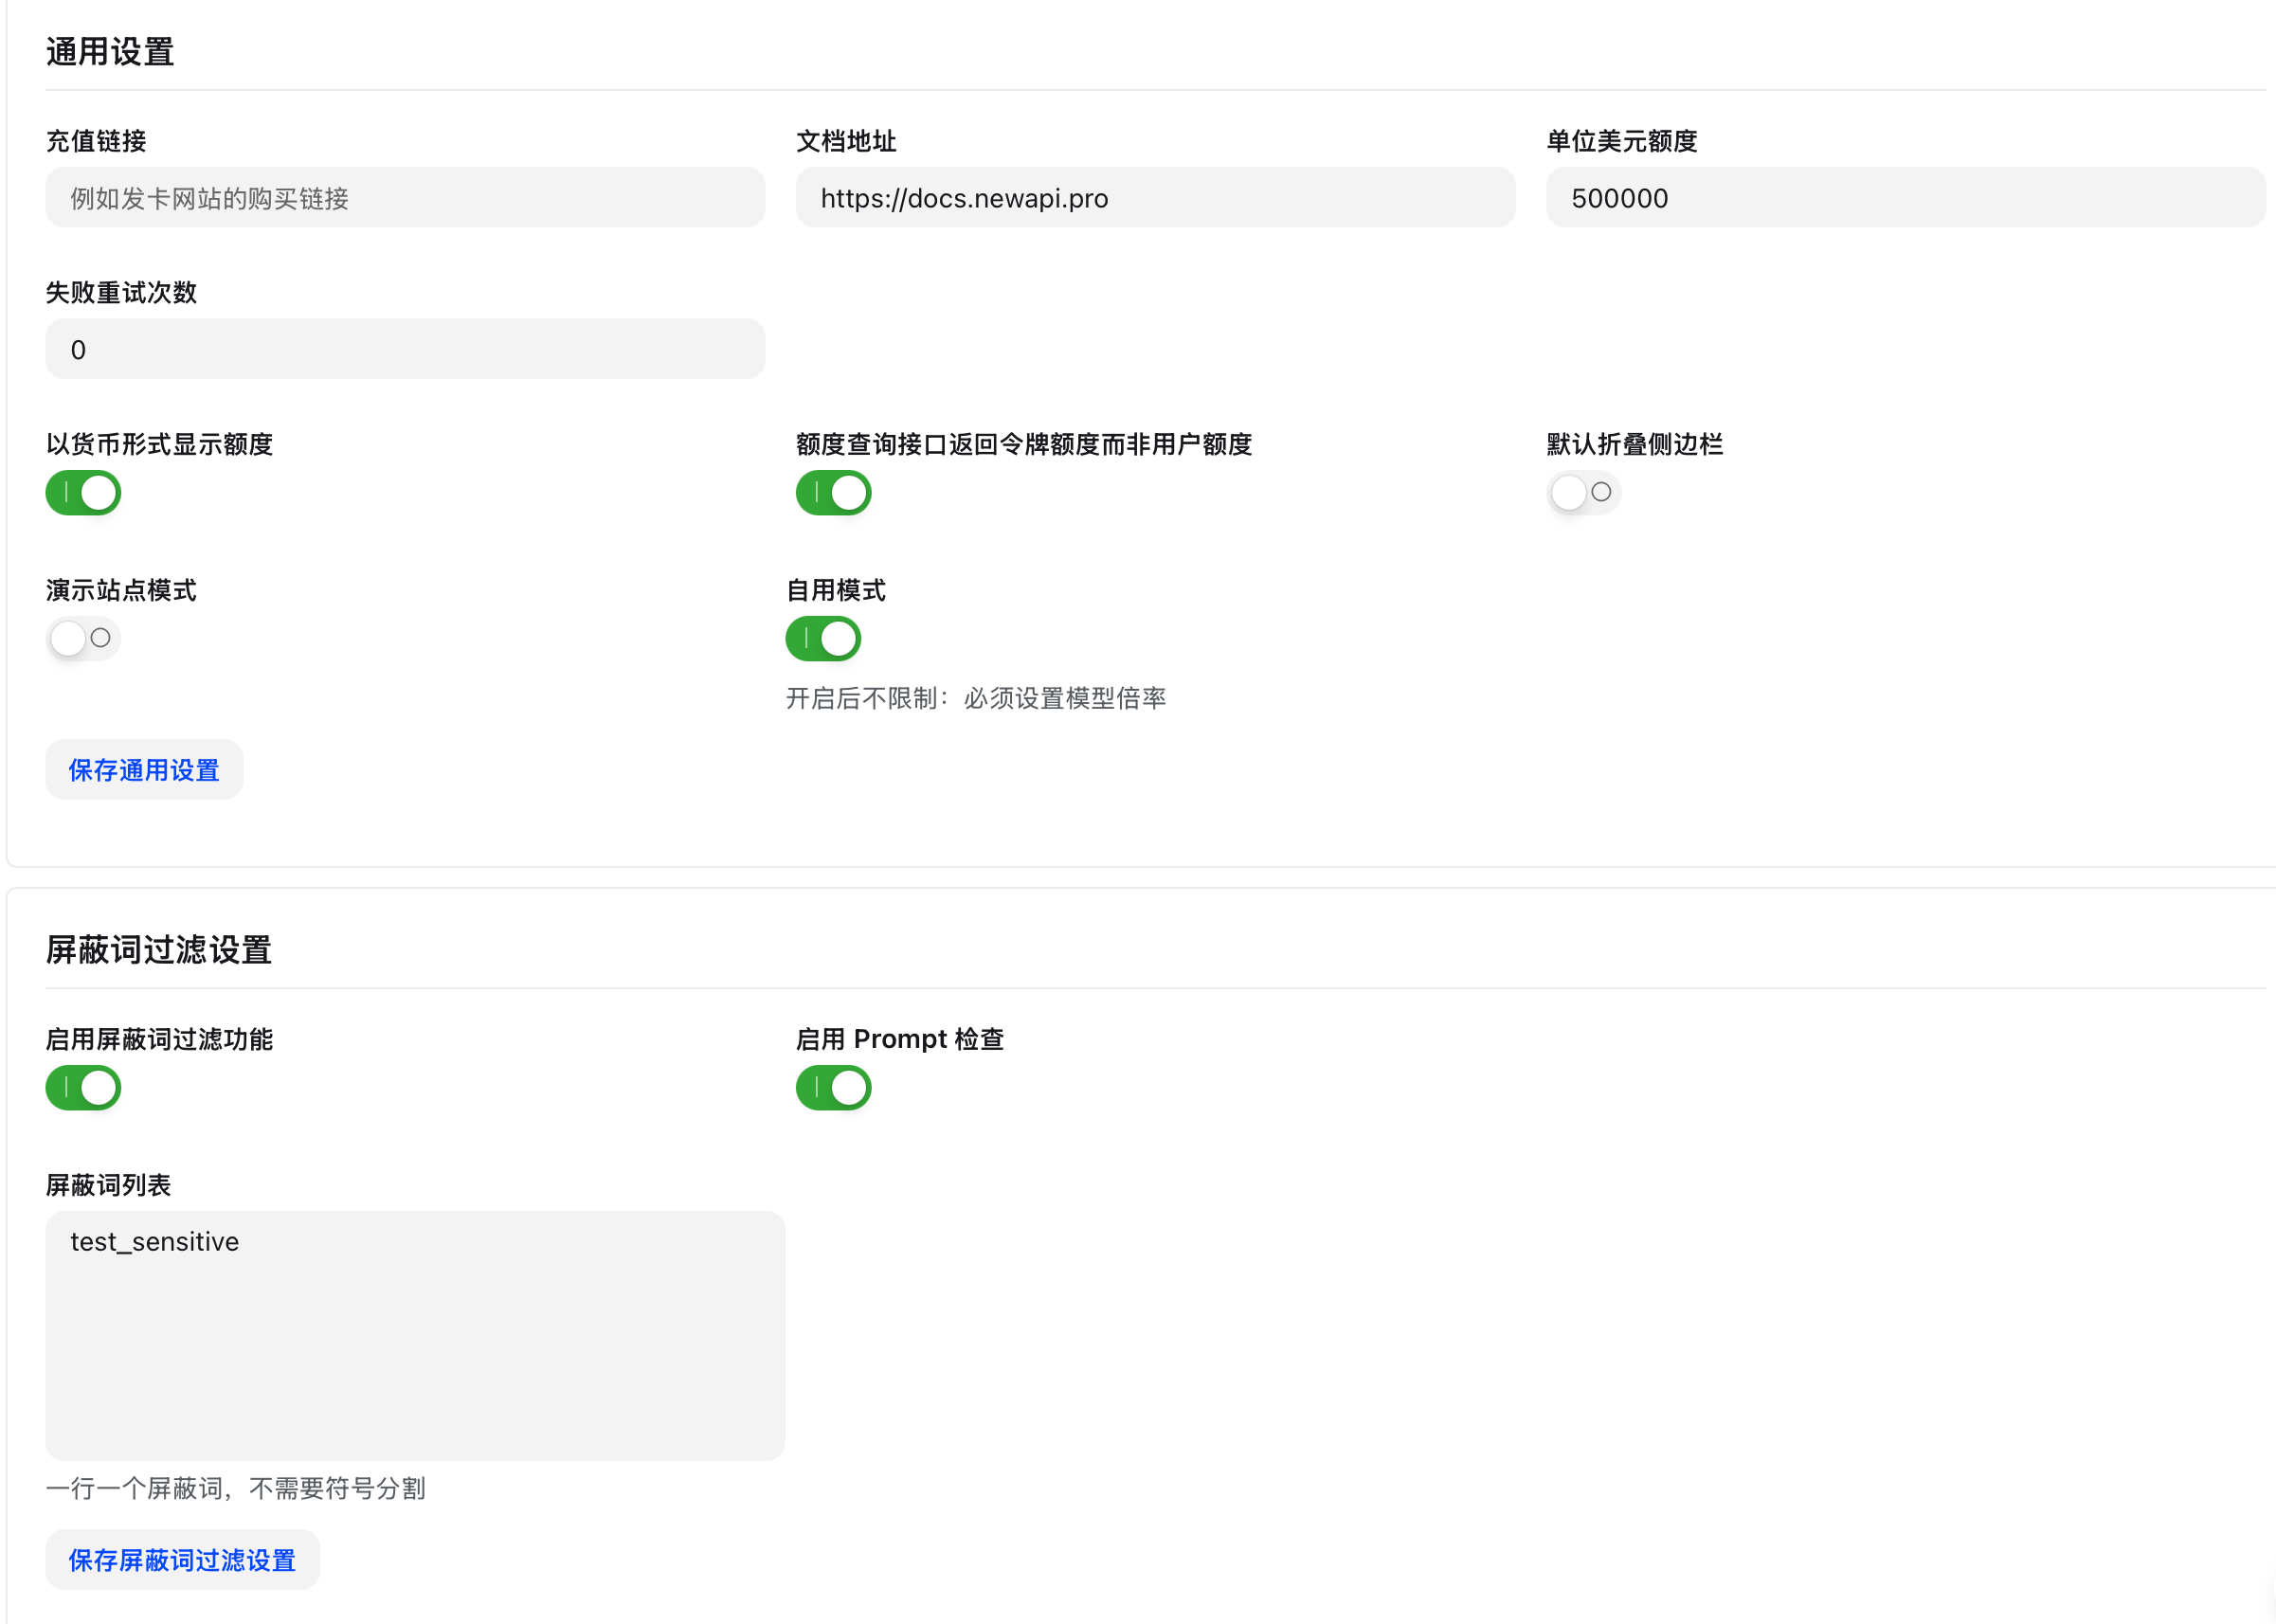 通用设置
充值链接
文档地址
单位美元额度
例如发卡网站的购买链接
https://docs.newapi.pro
500000
失败重试次数
0
以货币形式显示额度
额度查询接口返回令牌额度而非用户额度
默认折叠侧边栏
演示站点模式
自用模式
开启后不限制：必须设置模型倍率
保存通用设置
屏蔽词过滤设置
启用屏蔽词过滤功能
启用 Prompt 检查
屏蔽词列表
test_sensitive
一行一个屏蔽词，不需要符号分割
保存屏蔽词过滤设置